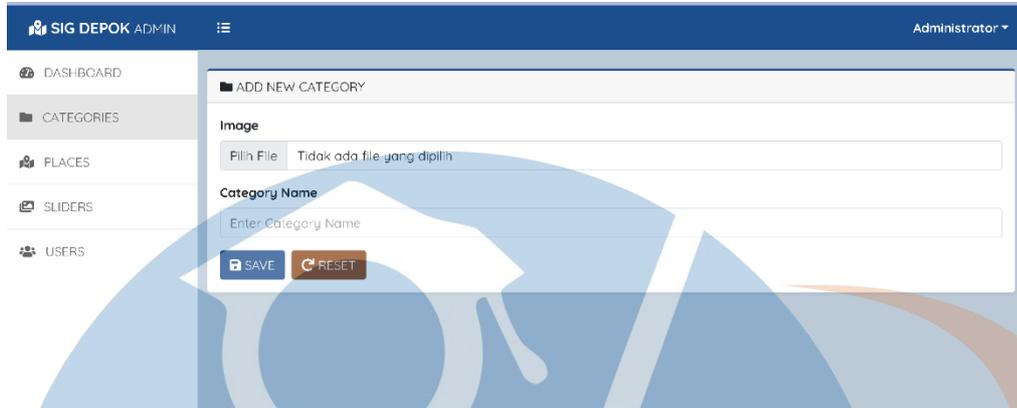 SIG DEPOK ADMIN
Administrator
DASHBOARD
CATEGORIES
PLACES
SLIDERS
USERS
ADD NEW CATEGORY
Image
Pilih File Tidak ada file yang dipilih
Category Name
Enter Category Name
SAVE RESET